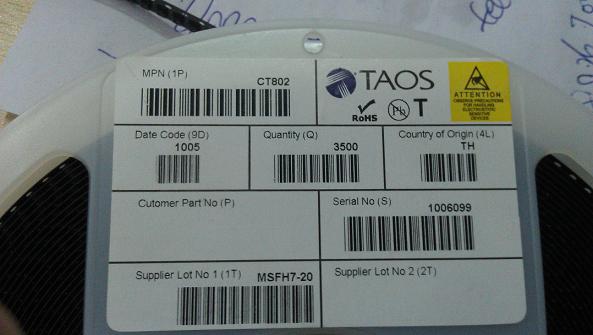 MPN (1P)
CT802
TAOS
RoHS
Pb
T
ATTENTION
OBSERVE PRECAUTIONS
FOR HANDLING
ELECTROSTATIC
SENSITIVE
DEVICES
Date Code (9D)
1005
Quantity (Q)
3500
Country of Origin (4L)
TH
Cutomer Part No (P)
Serial No (S)
1006099
Supplier Lot No 1 (1T)
MSFH7-20
Supplier Lot No 2 (2T)